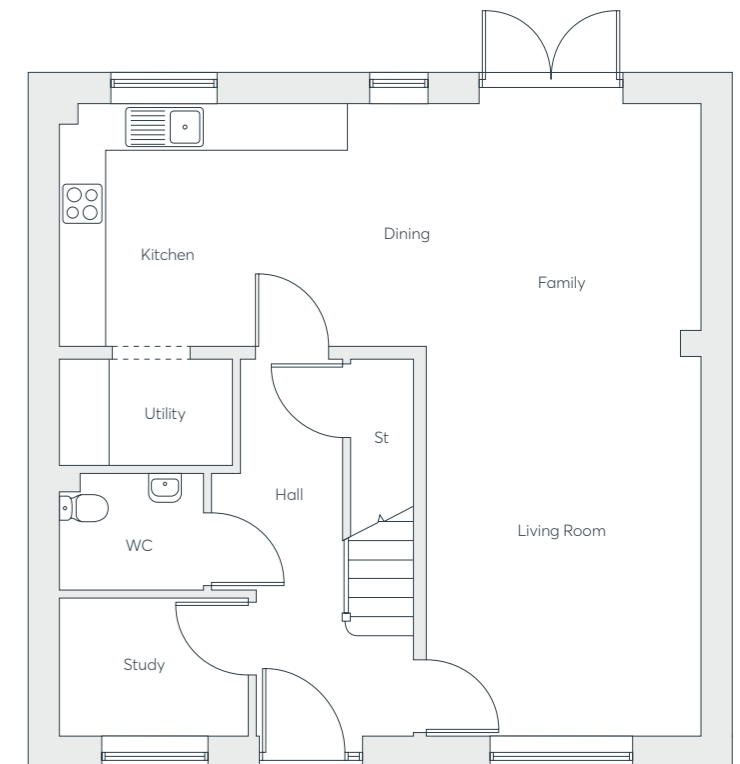 Dining
Kitchen
Family
Utility
St
Hall
Living Room
WC
Study